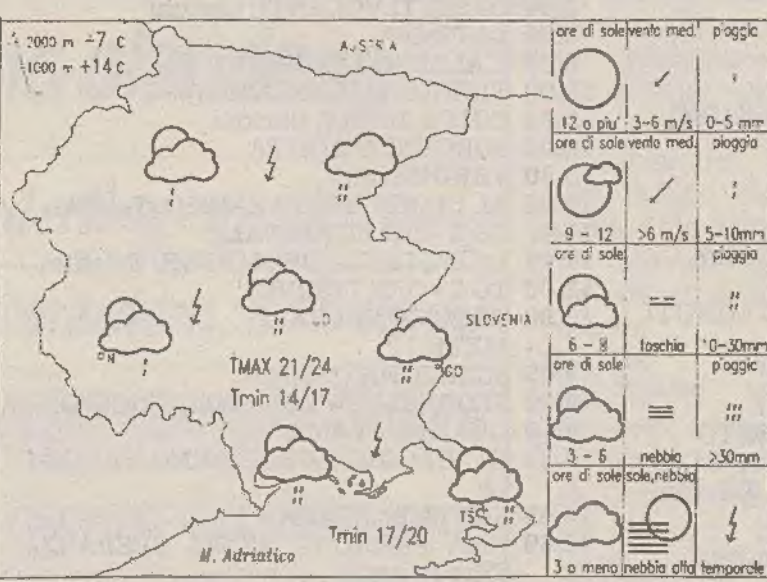 2000 m +7 C
1000 m +14 C
AUSTRIA
SLOVENIA
UD
PN
GO
TMAX 21/24
Tmin 14/17
TS
Tmin 17/20
M. Adriatico
ore di sole vento med. pioggia
12 o piu' 3-6 m/s 0-5 mm
ore di sole vento med. pioggia
9 - 12 >6 m/s 5-10mm
ore di sole pioggia
6 - 8 foschia 10-30mm
ore di sole pioggia
3 - 6 nebbia >30mm
ore di sole sole, nebbia
3 o meno nebbia alta temporale